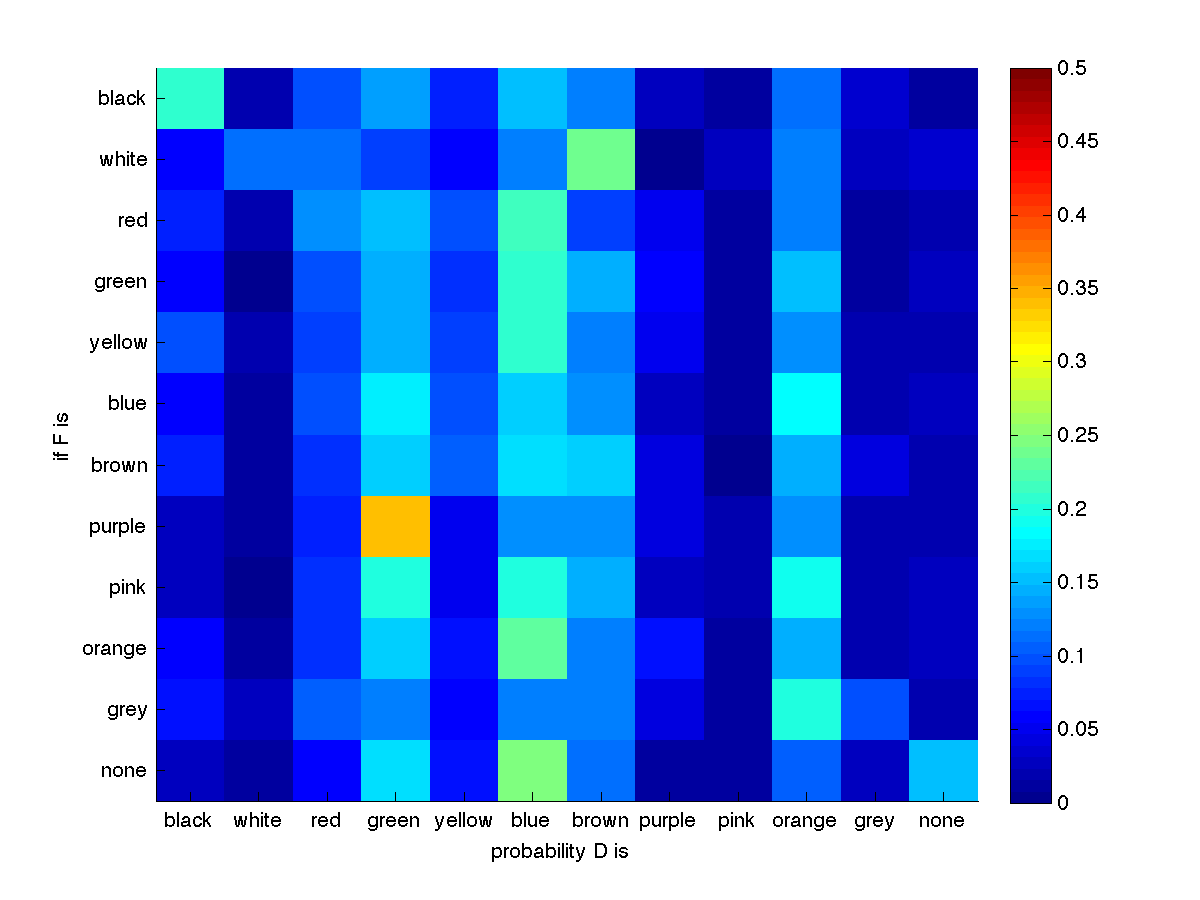 0.5
black
0.45
white
0.4
red
0.35
green
0.3
yellow
0.25
blue
if F is
0.2
brown
purple
0.15
pink
0.1
orange
grey
0.05
none
0
black white red green yellow blue brown purple pink orange grey none
probability D is